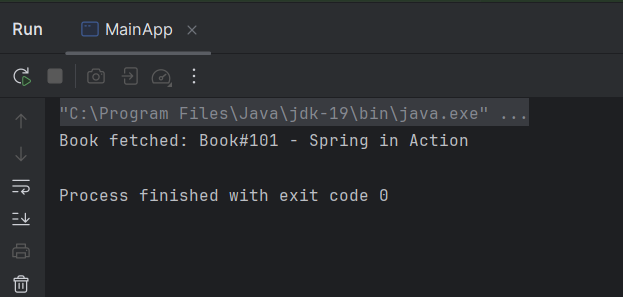 Run MainApp
"C:\Program Files\Java\jdk-19\bin\java.exe" ...
Book fetched: Book#101 - Spring in Action
Process finished with exit code 0